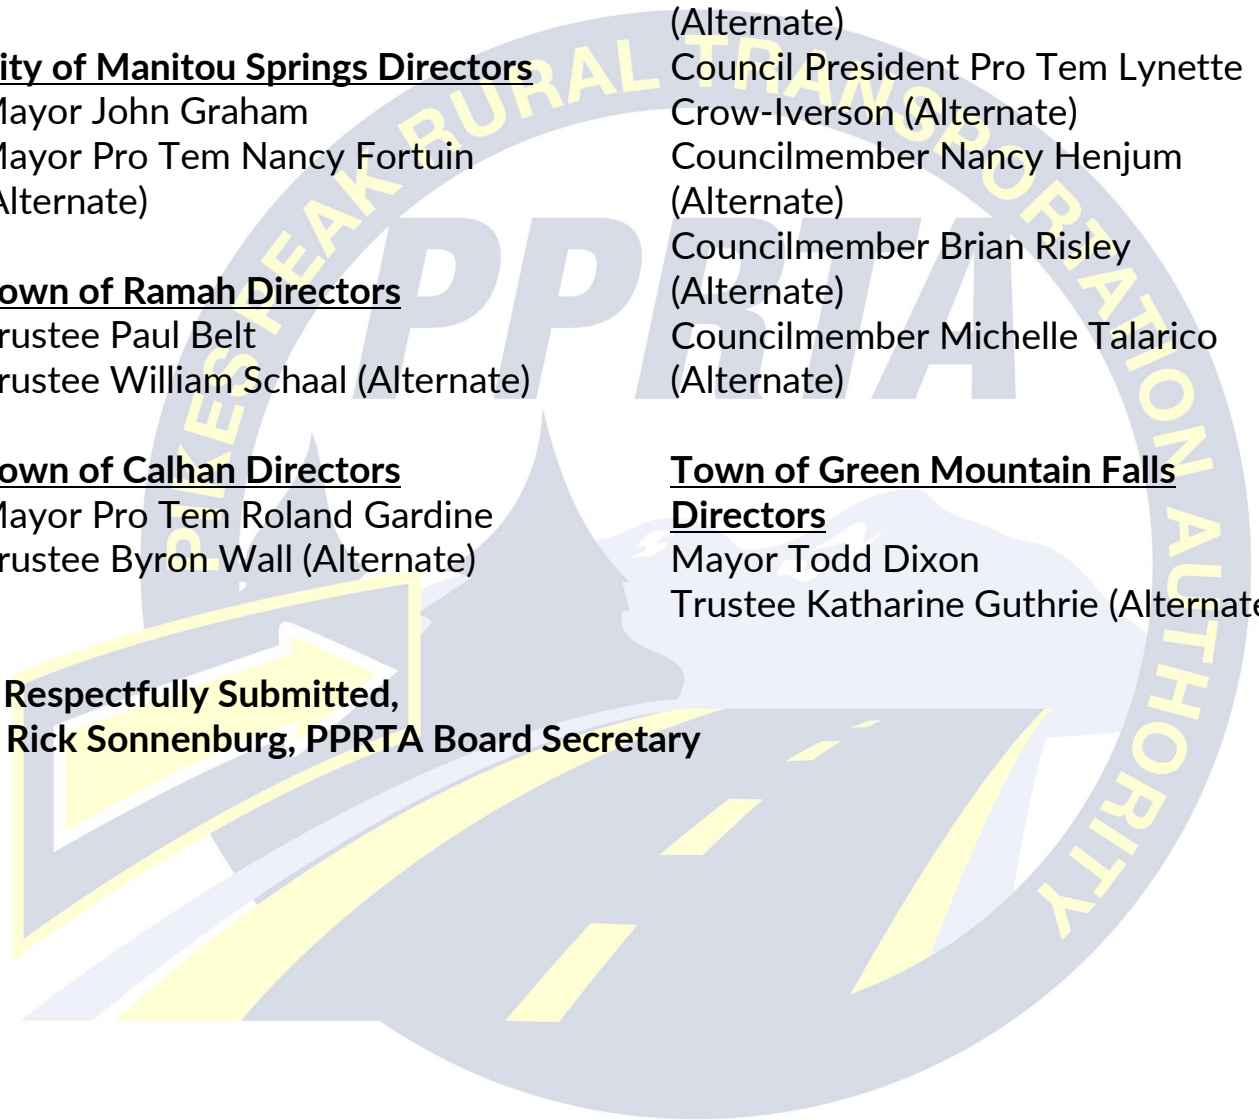 ity of Manitou Springs Directors
Mayor John Graham
Mayor Pro Tem Nancy Fortuin
Alternate)
own of Ramah Directors
rustee Paul Belt
rustee William Schaal (Alternate)
own of Calhan Directors
Mayor Pro Tem Roland Gardine
rustee Byron Wall (Alternate)
(Alternate)
Council President Pro Tem Lynette
Crow-Iverson (Alternate)
Councilmember Nancy Henjum
(Alternate)
Councilmember Brian Risley
(Alternate)
Councilmember Michelle Talarico
(Alternate)
Town of Green Mountain Falls
Directors
Mayor Todd Dixon
Trustee Katharine Guthrie (Alternate
Respectfully Submitted,
Rick Sonnenburg, PPRTA Board Secretary
PIKES PEAK RURAL TRANSPORTATION AUTHORITY
PPRTA